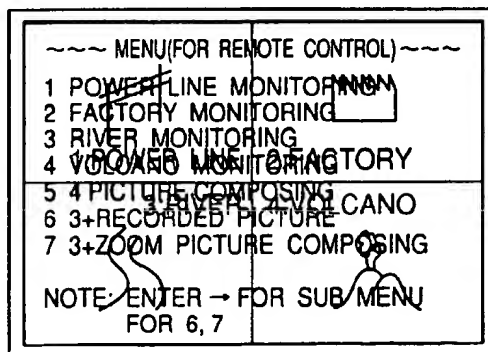 ~~~ MENU(FOR REMOTE CONTROL)~~~
1 POWER LINE MONITORING
2 FACTORY MONITORING
3 RIVER MONITORING
1 POWER LINE 2 FACTORY
4 VOLCANO MONITORING
5 4 PICTURE COMPOSING
3 RIVER 4 VOLCANO
6 3+RECORDED PICTURE
7 3+ZOOM PICTURE COMPOSING
NOTE: ENTER → FOR SUB MENU
FOR 6, 7